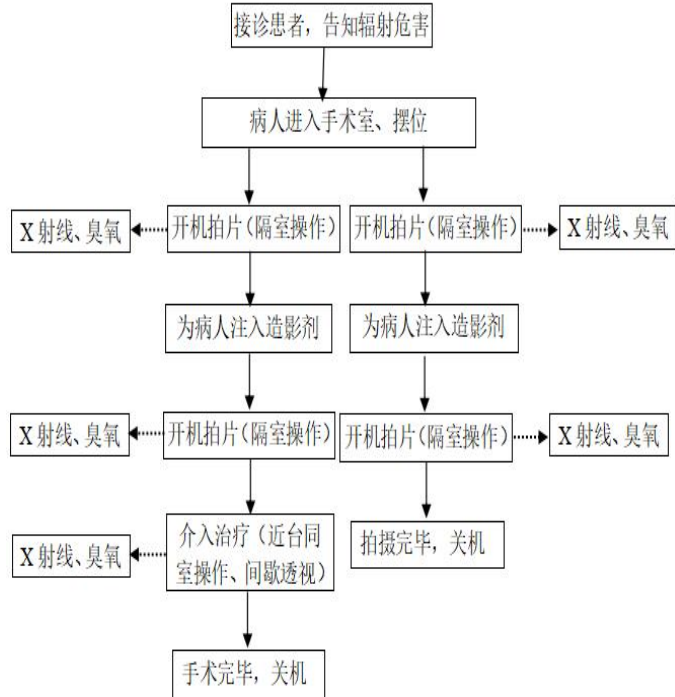 接诊患者，告知辐射危害
病人进入手术室、摆位
X 射线、臭氧
开机拍片（隔室操作）
开机拍片（隔室操作）
X 射线、臭氧
为病人注入造影剂
为病人注入造影剂
X 射线、臭氧
开机拍片（隔室操作）
开机拍片（隔室操作）
X 射线、臭氧
X 射线、臭氧
介入治疗（近台同
室操作、间歇透视）
拍摄完毕，关机
手术完毕，关机